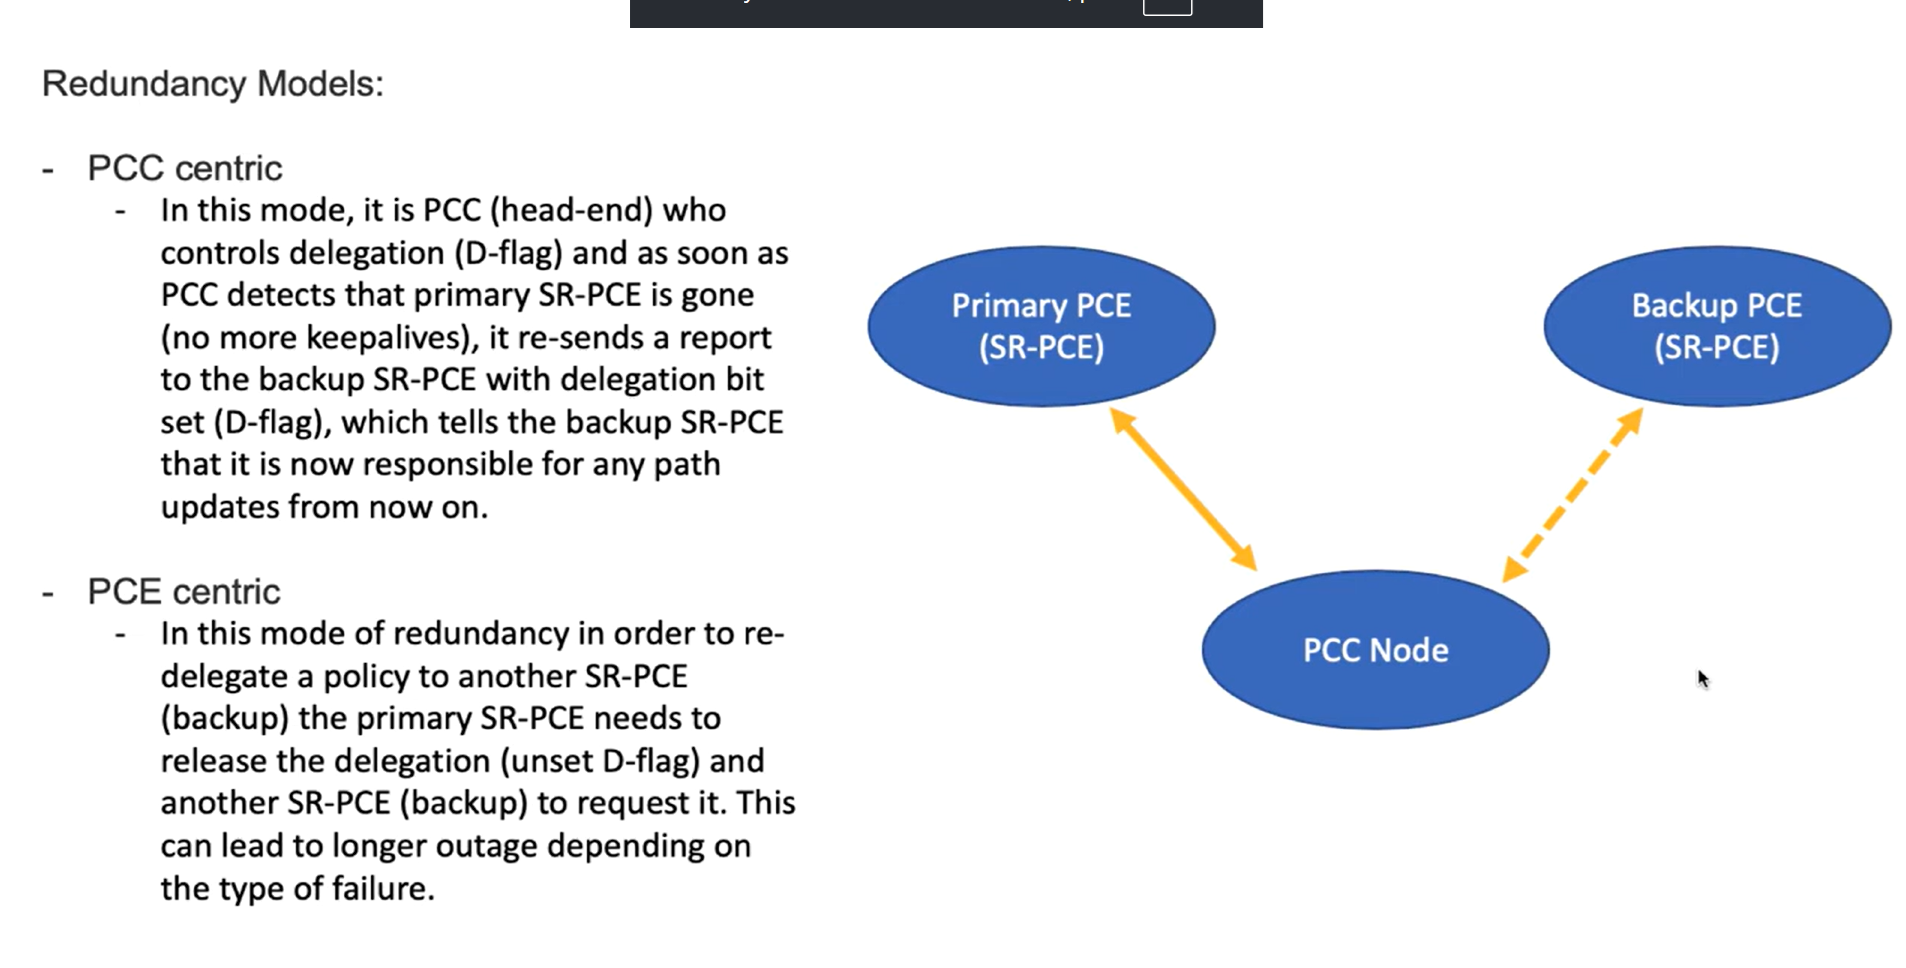 Redundancy Models:
- PCC centric
- In this mode, it is PCC (head-end) who
controls delegation (D-flag) and as soon as
PCC detects that primary SR-PCE is gone
(no more keepalives), it re-sends a report
to the backup SR-PCE with delegation bit
set (D-flag), which tells the backup SR-PCE
that it is now responsible for any path
updates from now on.
- PCE centric
- In this mode of redundancy in order to re-
delegate a policy to another SR-PCE
(backup) the primary SR-PCE needs to
release the delegation (unset D-flag) and
another SR-PCE (backup) to request it. This
can lead to longer outage depending on
the type of failure.
Primary PCE
(SR-PCE)
Backup PCE
(SR-PCE)
PCC Node